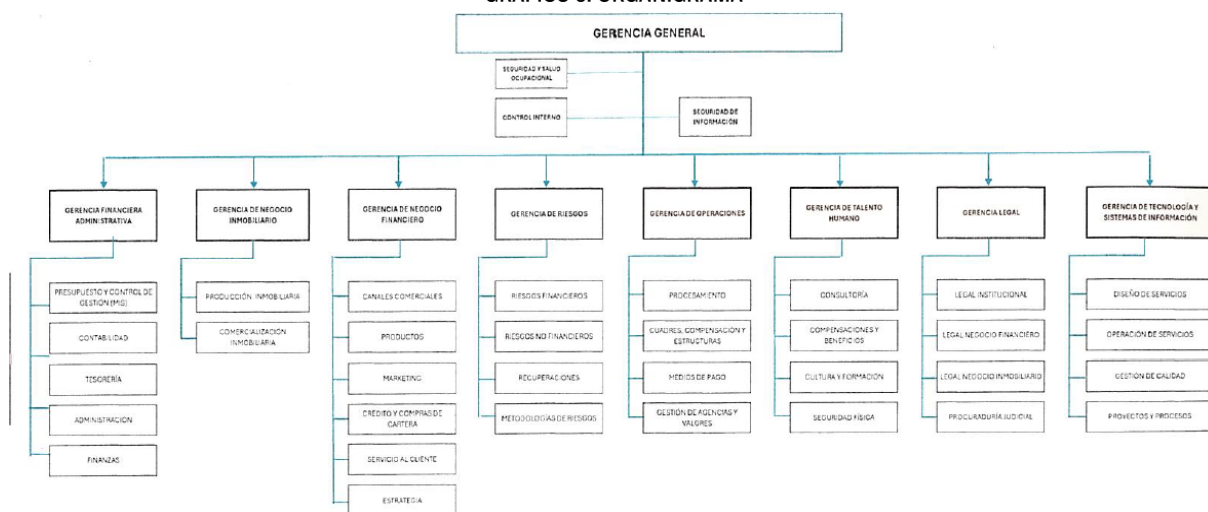 GERENCIA GENERAL
SEGURIDAD Y SALUD
OCUPACIONAL
CONTROL INTERNO
SEGURIDAD DE
INFORMACIÓN
GERENCIA FINANCIERA
ADMINISTRATIVA
GERENCIA DE NEGOCIO
INMOBILIARIO
GERENCIA DE NEGOCIO
FINANCIERO
GERENCIA DE RIESGOS
GERENCIA DE OPERACIONES
GERENCIA DE TALENTO
HUMANO
GERENCIA LEGAL
GERENCIA DE TECNOLOGÍA Y
SISTEMAS DE INFORMACIÓN
PRESUPUESTO Y CONTROL DE
GESTIÓN (MIS)
CONTABILIDAD
TESORERÍA
ADMINISTRACIÓN
FINANZAS
PRODUCCIÓN INMOBILIARIA
COMERCIALIZACIÓN
INMOBILIARIA
CANALES COMERCIALES
PRODUCTOS
MARKETING
CRÉDITO Y COMPRAS DE
CARTERA
SERVICIO AL CLIENTE
ESTRATEGIA
RIESGOS FINANCIEROS
RIESGOS NO FINANCIEROS
RECUPERACIONES
METODOLOGÍAS DE RIESGOS
PROCESAMIENTO
CUADRES, COMPENSACIÓN Y
ESTRUCTURAS
MEDIOS DE PAGO
GESTIÓN DE AGENCIAS Y
VALORES
CONSULTORÍA
COMPENSACIONES Y
BENEFICIOS
CULTURA Y FORMACIÓN
SEGURIDAD FÍSICA
LEGAL INSTITUCIONAL
LEGAL NEGOCIO FINANCIERO
LEGAL NEGOCIO INMOBILIARIO
PROCURADURÍA JUDICIAL
DISEÑO DE SERVICIOS
OPERACIÓN DE SERVICIOS
GESTIÓN DE CALIDAD
PROYECTOS Y PROCESOS